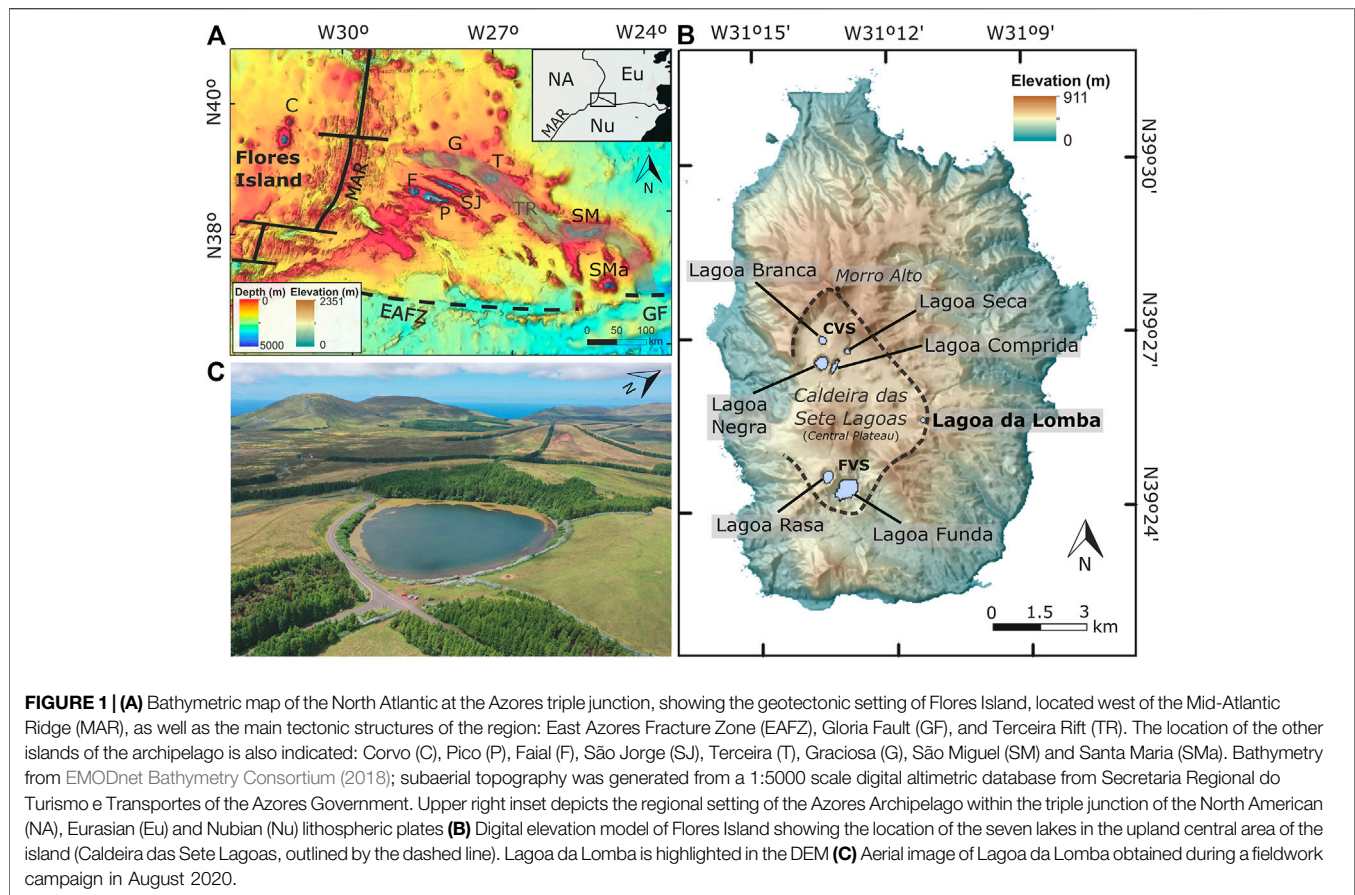 A
W30º
W27º
W24º
N40º
N38º
C
Flores
Island
MAR
G
T
F
P
SJ
TR
SM
SMa
EAFZ
GF
NA
Eu
MAR
Nu
N
Depth (m)
0
5000
Elevation (m)
2351
0
0
50
100
km
B
W31º15'
W31º12'
W31º9'
N39º30'
N39º27'
N39º24'
Elevation (m)
911
0
Lagoa Branca
Morro Alto
Lagoa Seca
CVS
Lagoa Comprida
Lagoa
Negra
Caldeira das
Sete Lagoas
(Central Plateau)
Lagoa da Lomba
FVS
Lagoa Rasa
Lagoa Funda
N
0 1.5 3
km
C
N
FIGURE 1 | (A) Bathymetric map of the North Atlantic at the Azores triple junction, showing the geotectonic setting of Flores Island, located west of the Mid-Atlantic
Ridge (MAR), as well as the main tectonic structures of the region: East Azores Fracture Zone (EAFZ), Gloria Fault (GF), and Terceira Rift (TR). The location of the other
islands of the archipelago is also indicated: Corvo (C), Pico (P), Faial (F), São Jorge (SJ), Terceira (T), Graciosa (G), São Miguel (SM) and Santa Maria (SMa). Bathymetry
from EMODnet Bathymetry Consortium (2018); subaerial topography was generated from a 1:5000 scale digital altimetric database from Secretaria Regional do
Turismo e Transportes of the Azores Government. Upper right inset depicts the regional setting of the Azores Archipelago within the triple junction of the North American
(NA), Eurasian (Eu) and Nubian (Nu) lithospheric plates (B) Digital elevation model of Flores Island showing the location of the seven lakes in the upland central area of the
island (Caldeira das Sete Lagoas, outlined by the dashed line). Lagoa da Lomba is highlighted in the DEM (C) Aerial image of Lagoa da Lomba obtained during a fieldwork
campaign in August 2020.